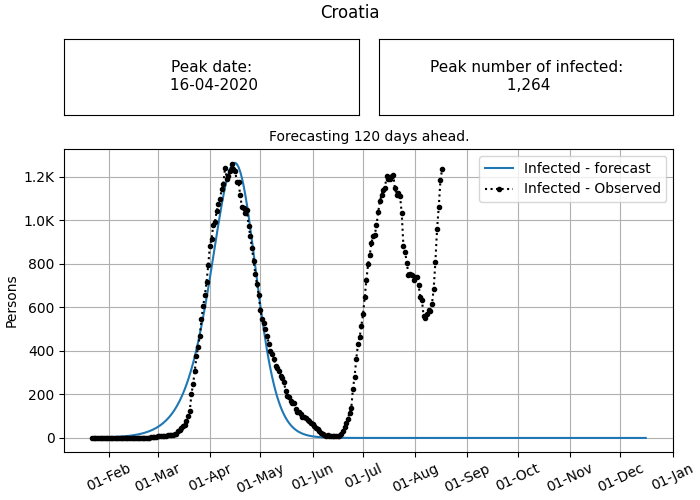 Croatia
Peak date:
16-04-2020
Peak number of infected:
1,264
Forecasting 120 days ahead.
Infected - forecast
Infected - Observed
Persons
1.2K
1.0K
800
600
400
200
0
01-Feb
01-Mar
01-Apr
01-May
01-Jun
01-Jul
01-Aug
01-Sep
01-Oct
01-Nov
01-Dec
01-Jan